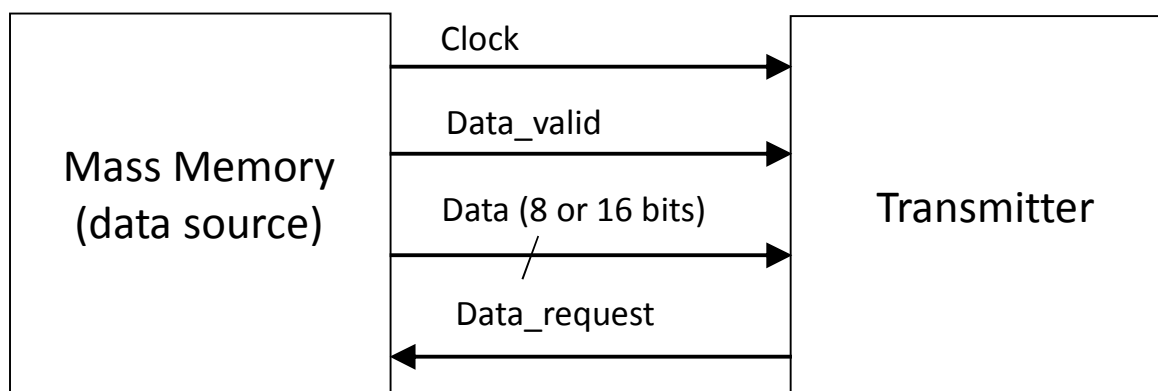 Clock
Data_valid
Mass Memory
(data source)
Data (8 or 16 bits)
Transmitter
Data_request